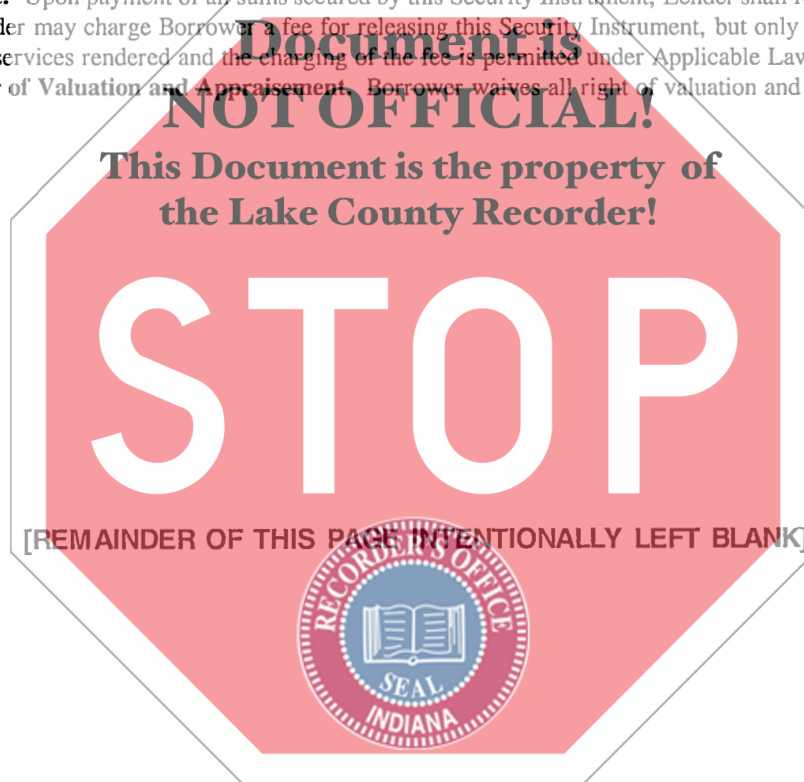 Upon payment of all sums secured by this Security Instrument, Lender shall
der may charge Borrower a fee for releasing this Security Instrument, but only
services rendered and the charging of the fee is permitted under Applicable Law
of Valuation and Appraisement. Borrower waives all right of valuation and
Document is
NOT OFFICIAL!
This Document is the property of
the Lake County Recorder!
STOP
[REMAINDER OF THIS PAGE INTENTIONALLY LEFT BLANK]
RECORDER'S OFFICE
SEAL
INDIANA